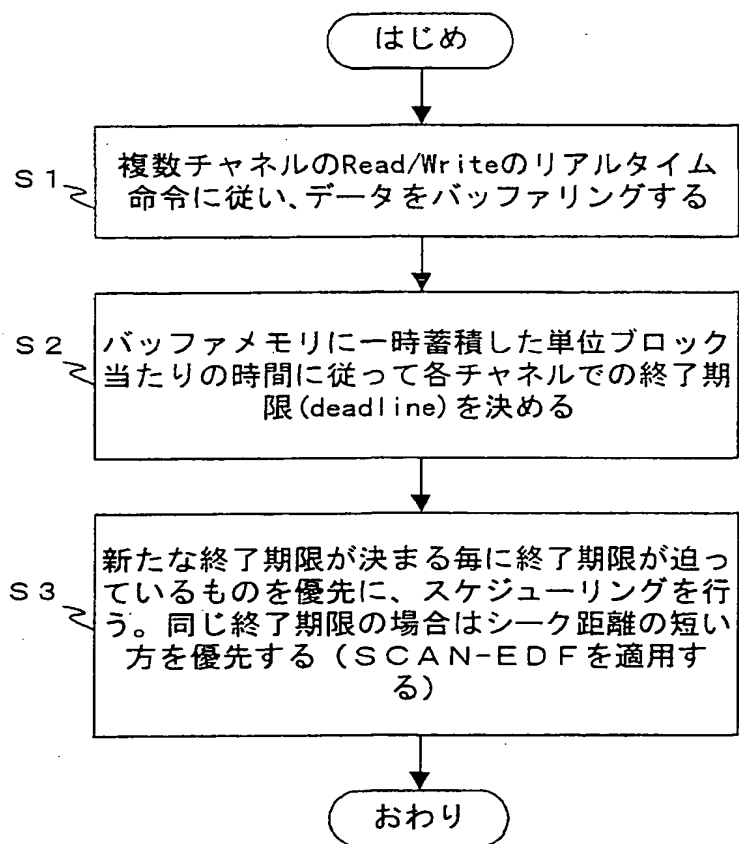 はじめ
S1
複数チャネルのRead/Writeのリアルタイム
命令に従い、データをバッファリングする
S2
バッファメモリに一時蓄積した単位ブロック
当たりの時間に従って各チャネルでの終了期
限(deadline)を決める
S3
新たな終了期限が決まる毎に終了期限が迫っ
ているものを優先に、スケジューリングを行
う。同じ終了期限の場合はシーク距離の短い
方を優先する（SCAN-EDFを適用す
る）
おわり